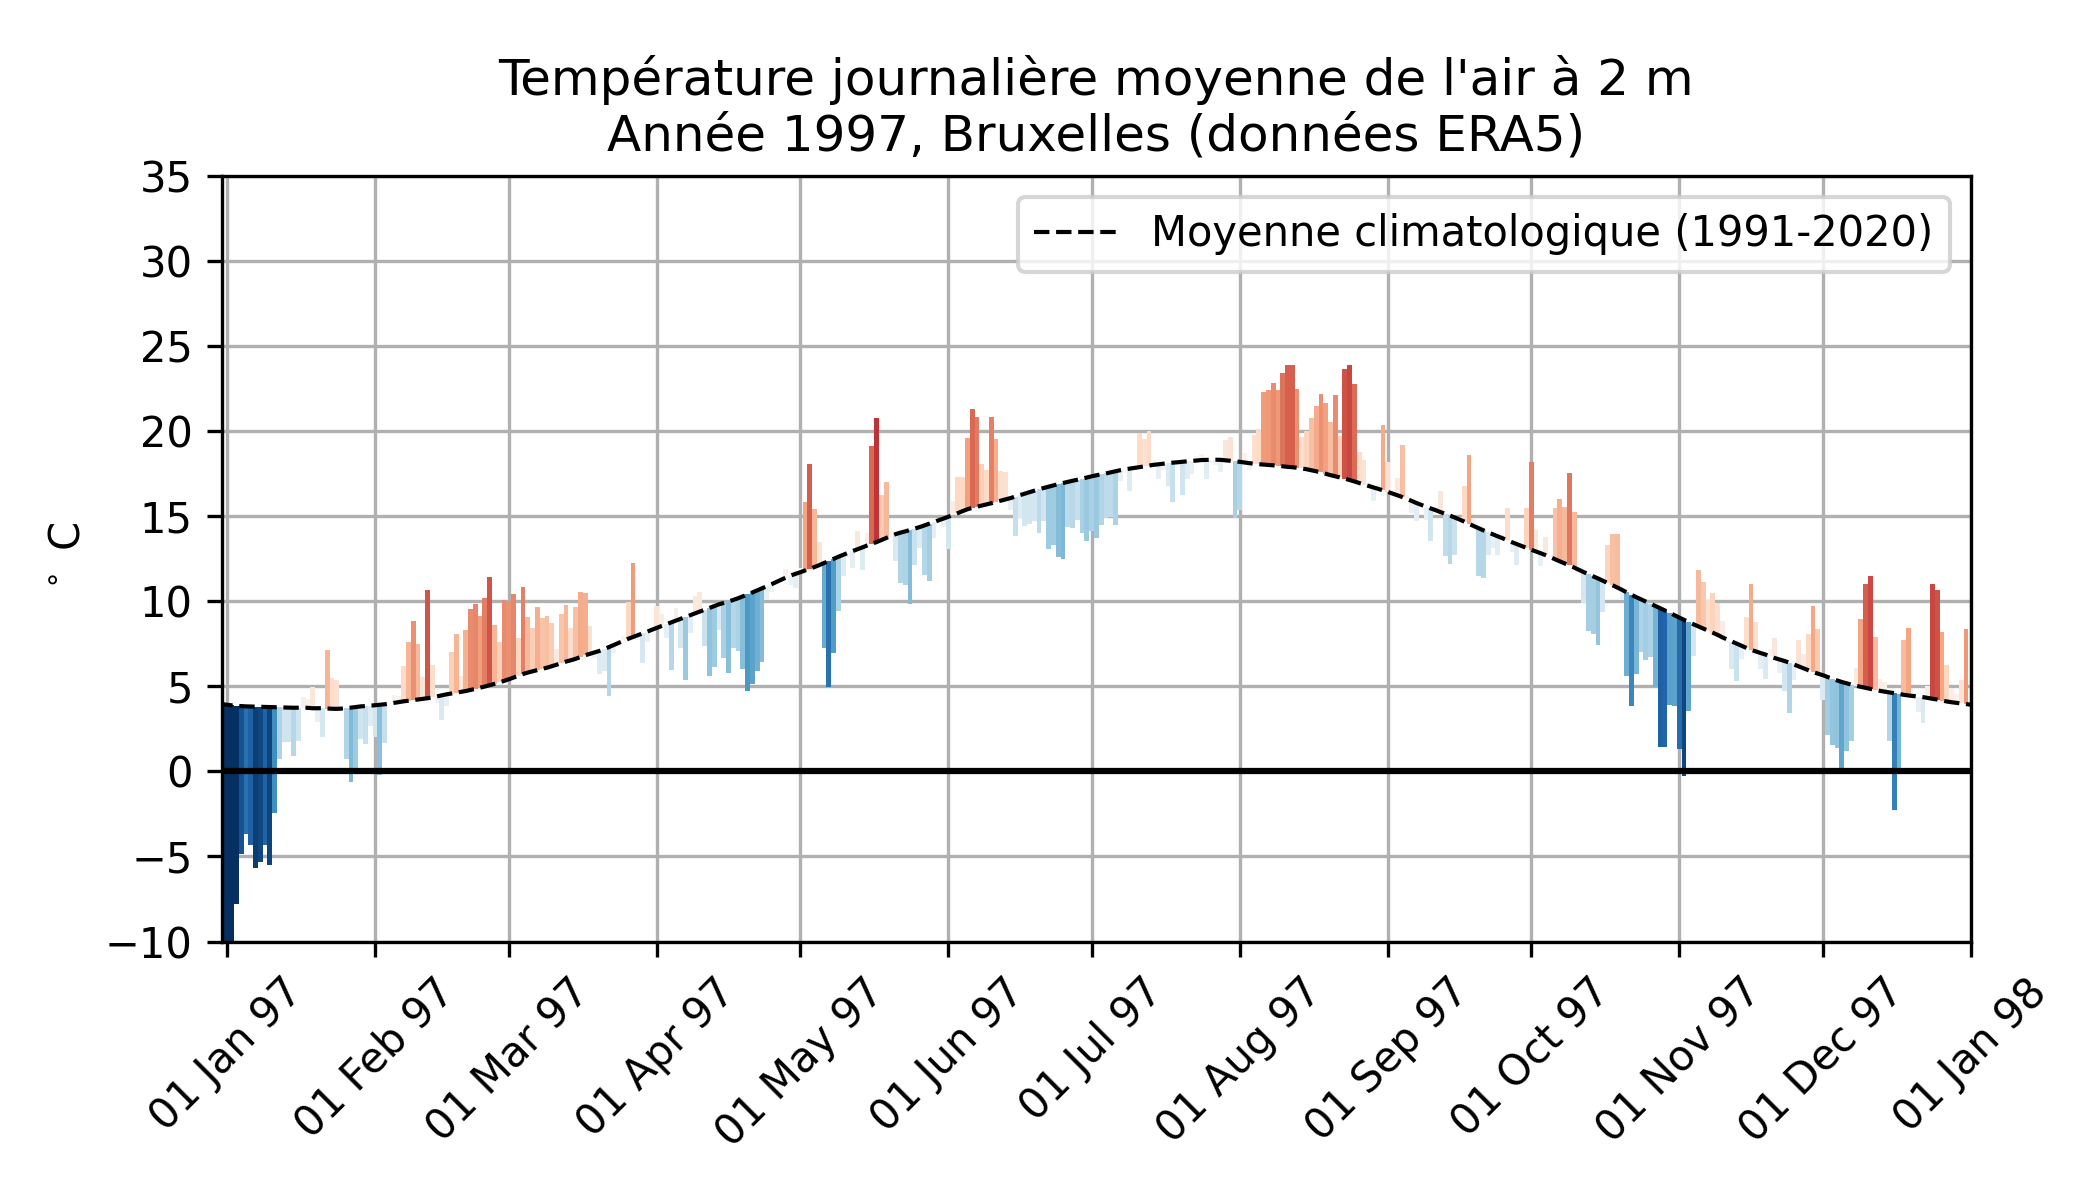 Température journalière moyenne de l'air à 2 m
Année 1997, Bruxelles (données ERA5)
Moyenne climatologique (1991-2020)
35
30
25
20
15
10
5
0
−5
−10
° C
01 Jan 97
01 Feb 97
01 Mar 97
01 Apr 97
01 May 97
01 Jun 97
01 Jul 97
01 Aug 97
01 Sep 97
01 Oct 97
01 Nov 97
01 Dec 97
01 Jan 98